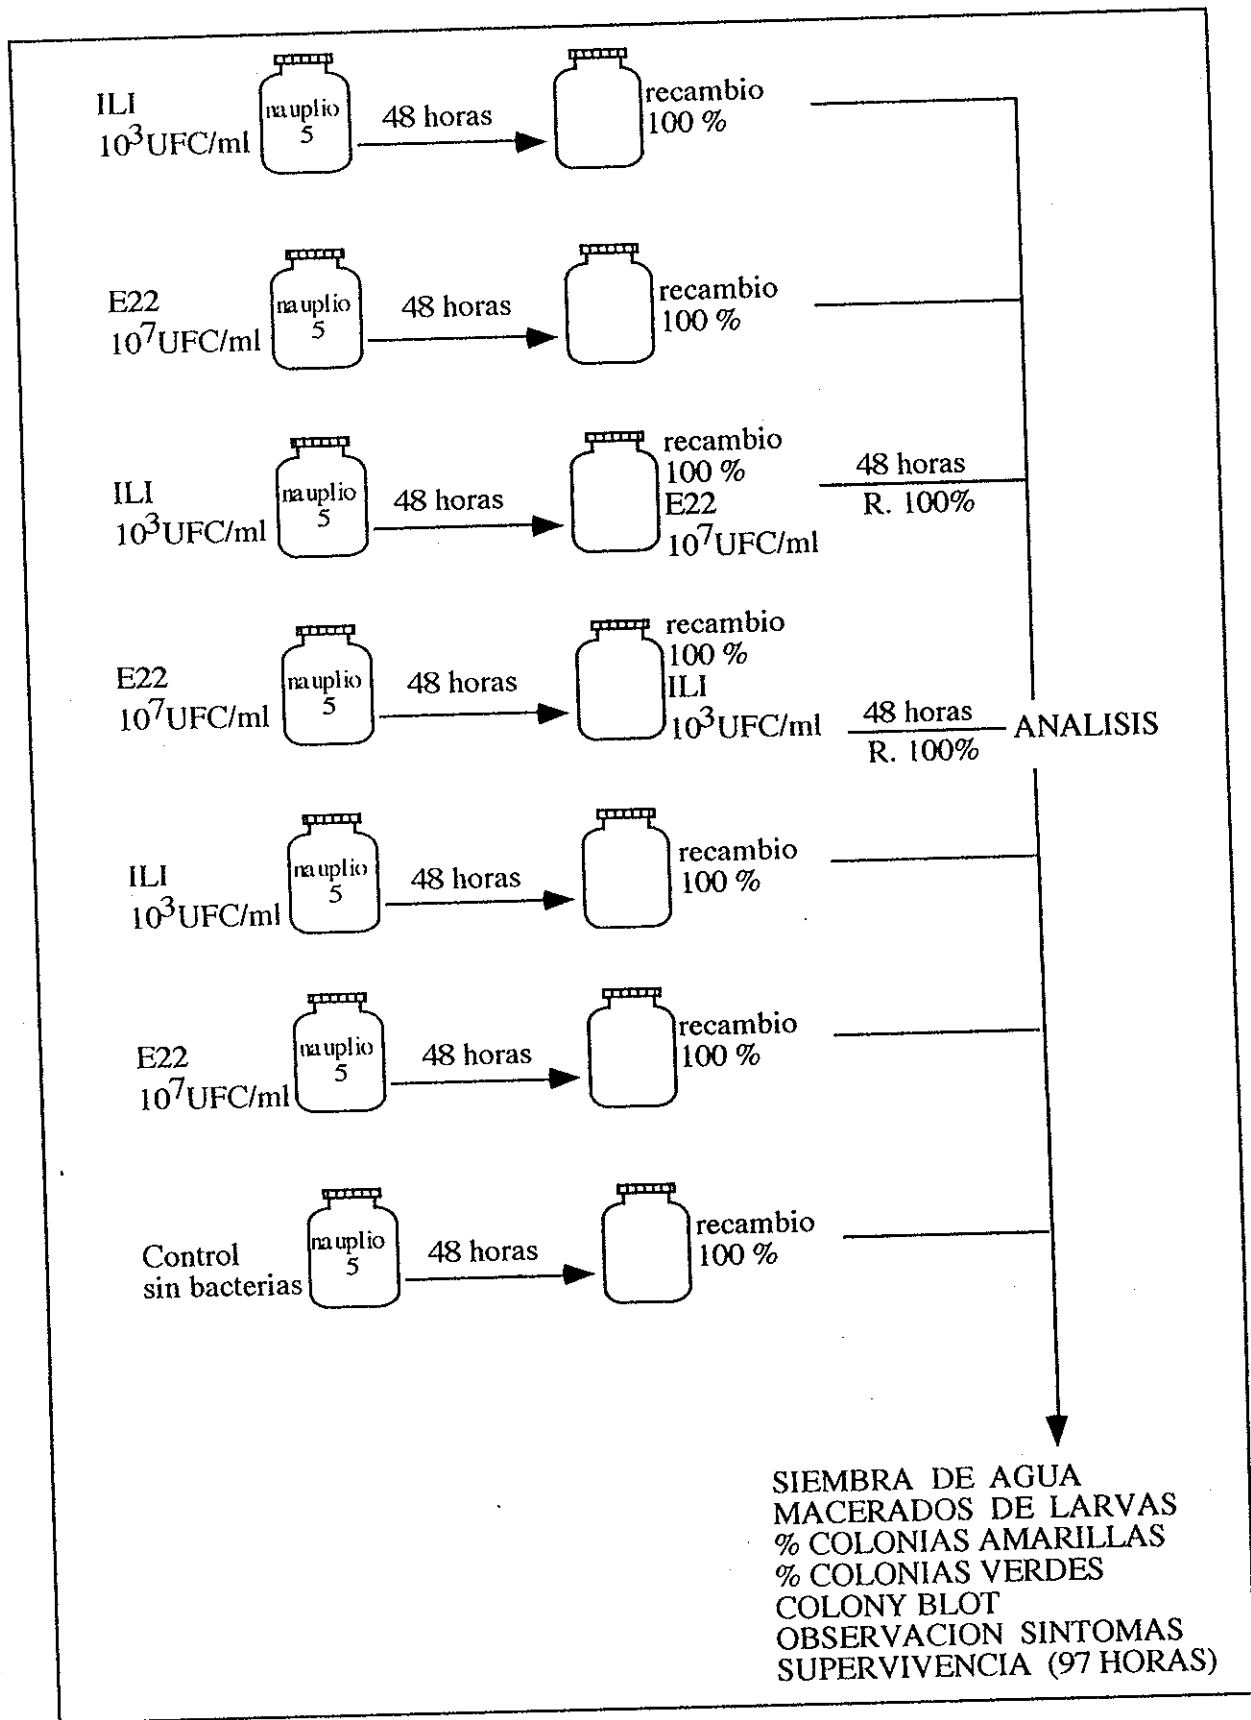 ILI
10³UFC/ml
nauplio
5
48 horas
recambio
100 %
E22
10⁷UFC/ml
nauplio
5
48 horas
recambio
100 %
ILI
10³UFC/ml
nauplio
5
48 horas
recambio
100 %
E22
10⁷UFC/ml
48 horas
R. 100%
E22
10⁷UFC/ml
nauplio
5
48 horas
recambio
100 %
ILI
10³UFC/ml
48 horas
R. 100%
ANALISIS
ILI
10³UFC/ml
nauplio
5
48 horas
recambio
100 %
E22
10⁷UFC/ml
nauplio
5
48 horas
recambio
100 %
Control
sin bacterias
nauplio
5
48 horas
recambio
100 %
SIEMBRA DE AGUA
MACERADOS DE LARVAS
% COLONIAS AMARILLAS
% COLONIAS VERDES
COLONY BLOT
OBSERVACION SINTOMAS
SUPERVIVENCIA (97 HORAS)